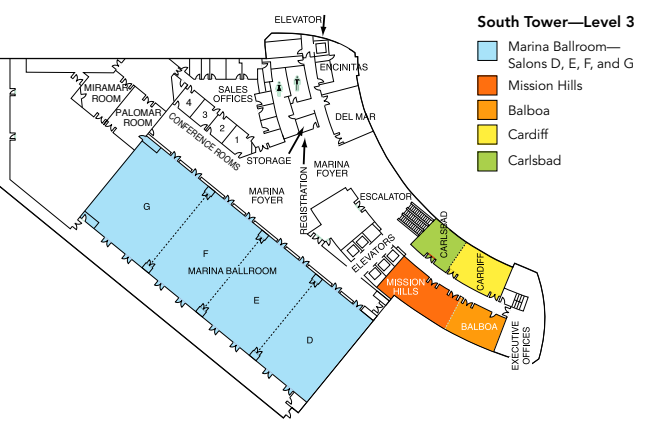 ELEVATOR
South Tower—Level 3
Marina Ballroom—
Salons D, E, F, and G
Mission Hills
Balboa
Cardiff
Carlsbad
ENCINITAS
MIRAMAR
ROOM
SALES
OFFICES
PALOMAR
ROOM
4
3
2
1
CONFERENCE ROOMS
DEL MAR
STORAGE
REGISTRATION
MARINA
FOYER
MARINA
FOYER
ESCALATOR
G
F
MARINA BALLROOM
E
D
ELEVATORS
CARLSBAD
CARDIFF
MISSION
HILLS
BALBOA
EXECUTIVE
OFFICES